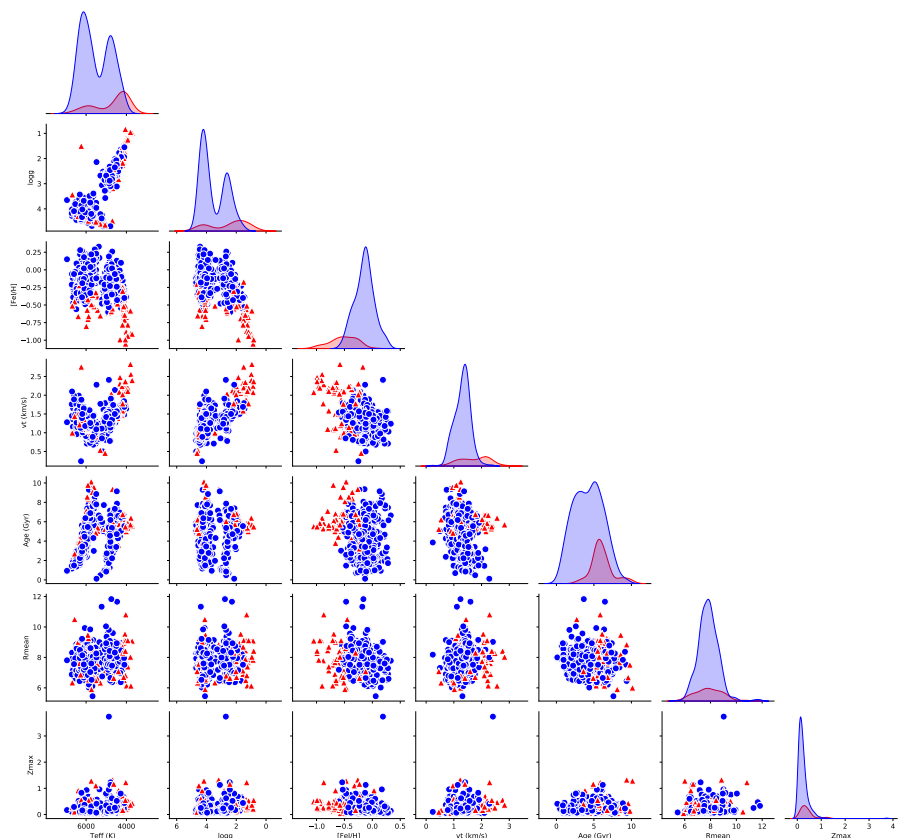 1
2
3
4
logg
0.25
0.00
−0.25
−0.50
−0.75
−1.00
[FeI/H]
2.5
2.0
1.5
1.0
0.5
vt (km/s)
10
8
6
4
2
0
Age (Gyr)
12
10
8
6
Rmean
3
2
1
0
Zmax
6000 4000
Teff (K)
6 4 2 0
logg
−1.0 −0.5 0.0 0.5
[FeI/H]
0 1 2 3
vt (km/s)
0 5 10
Age (Gyr)
6 8 10 12
Rmean
0 1 2 3 4
Zmax